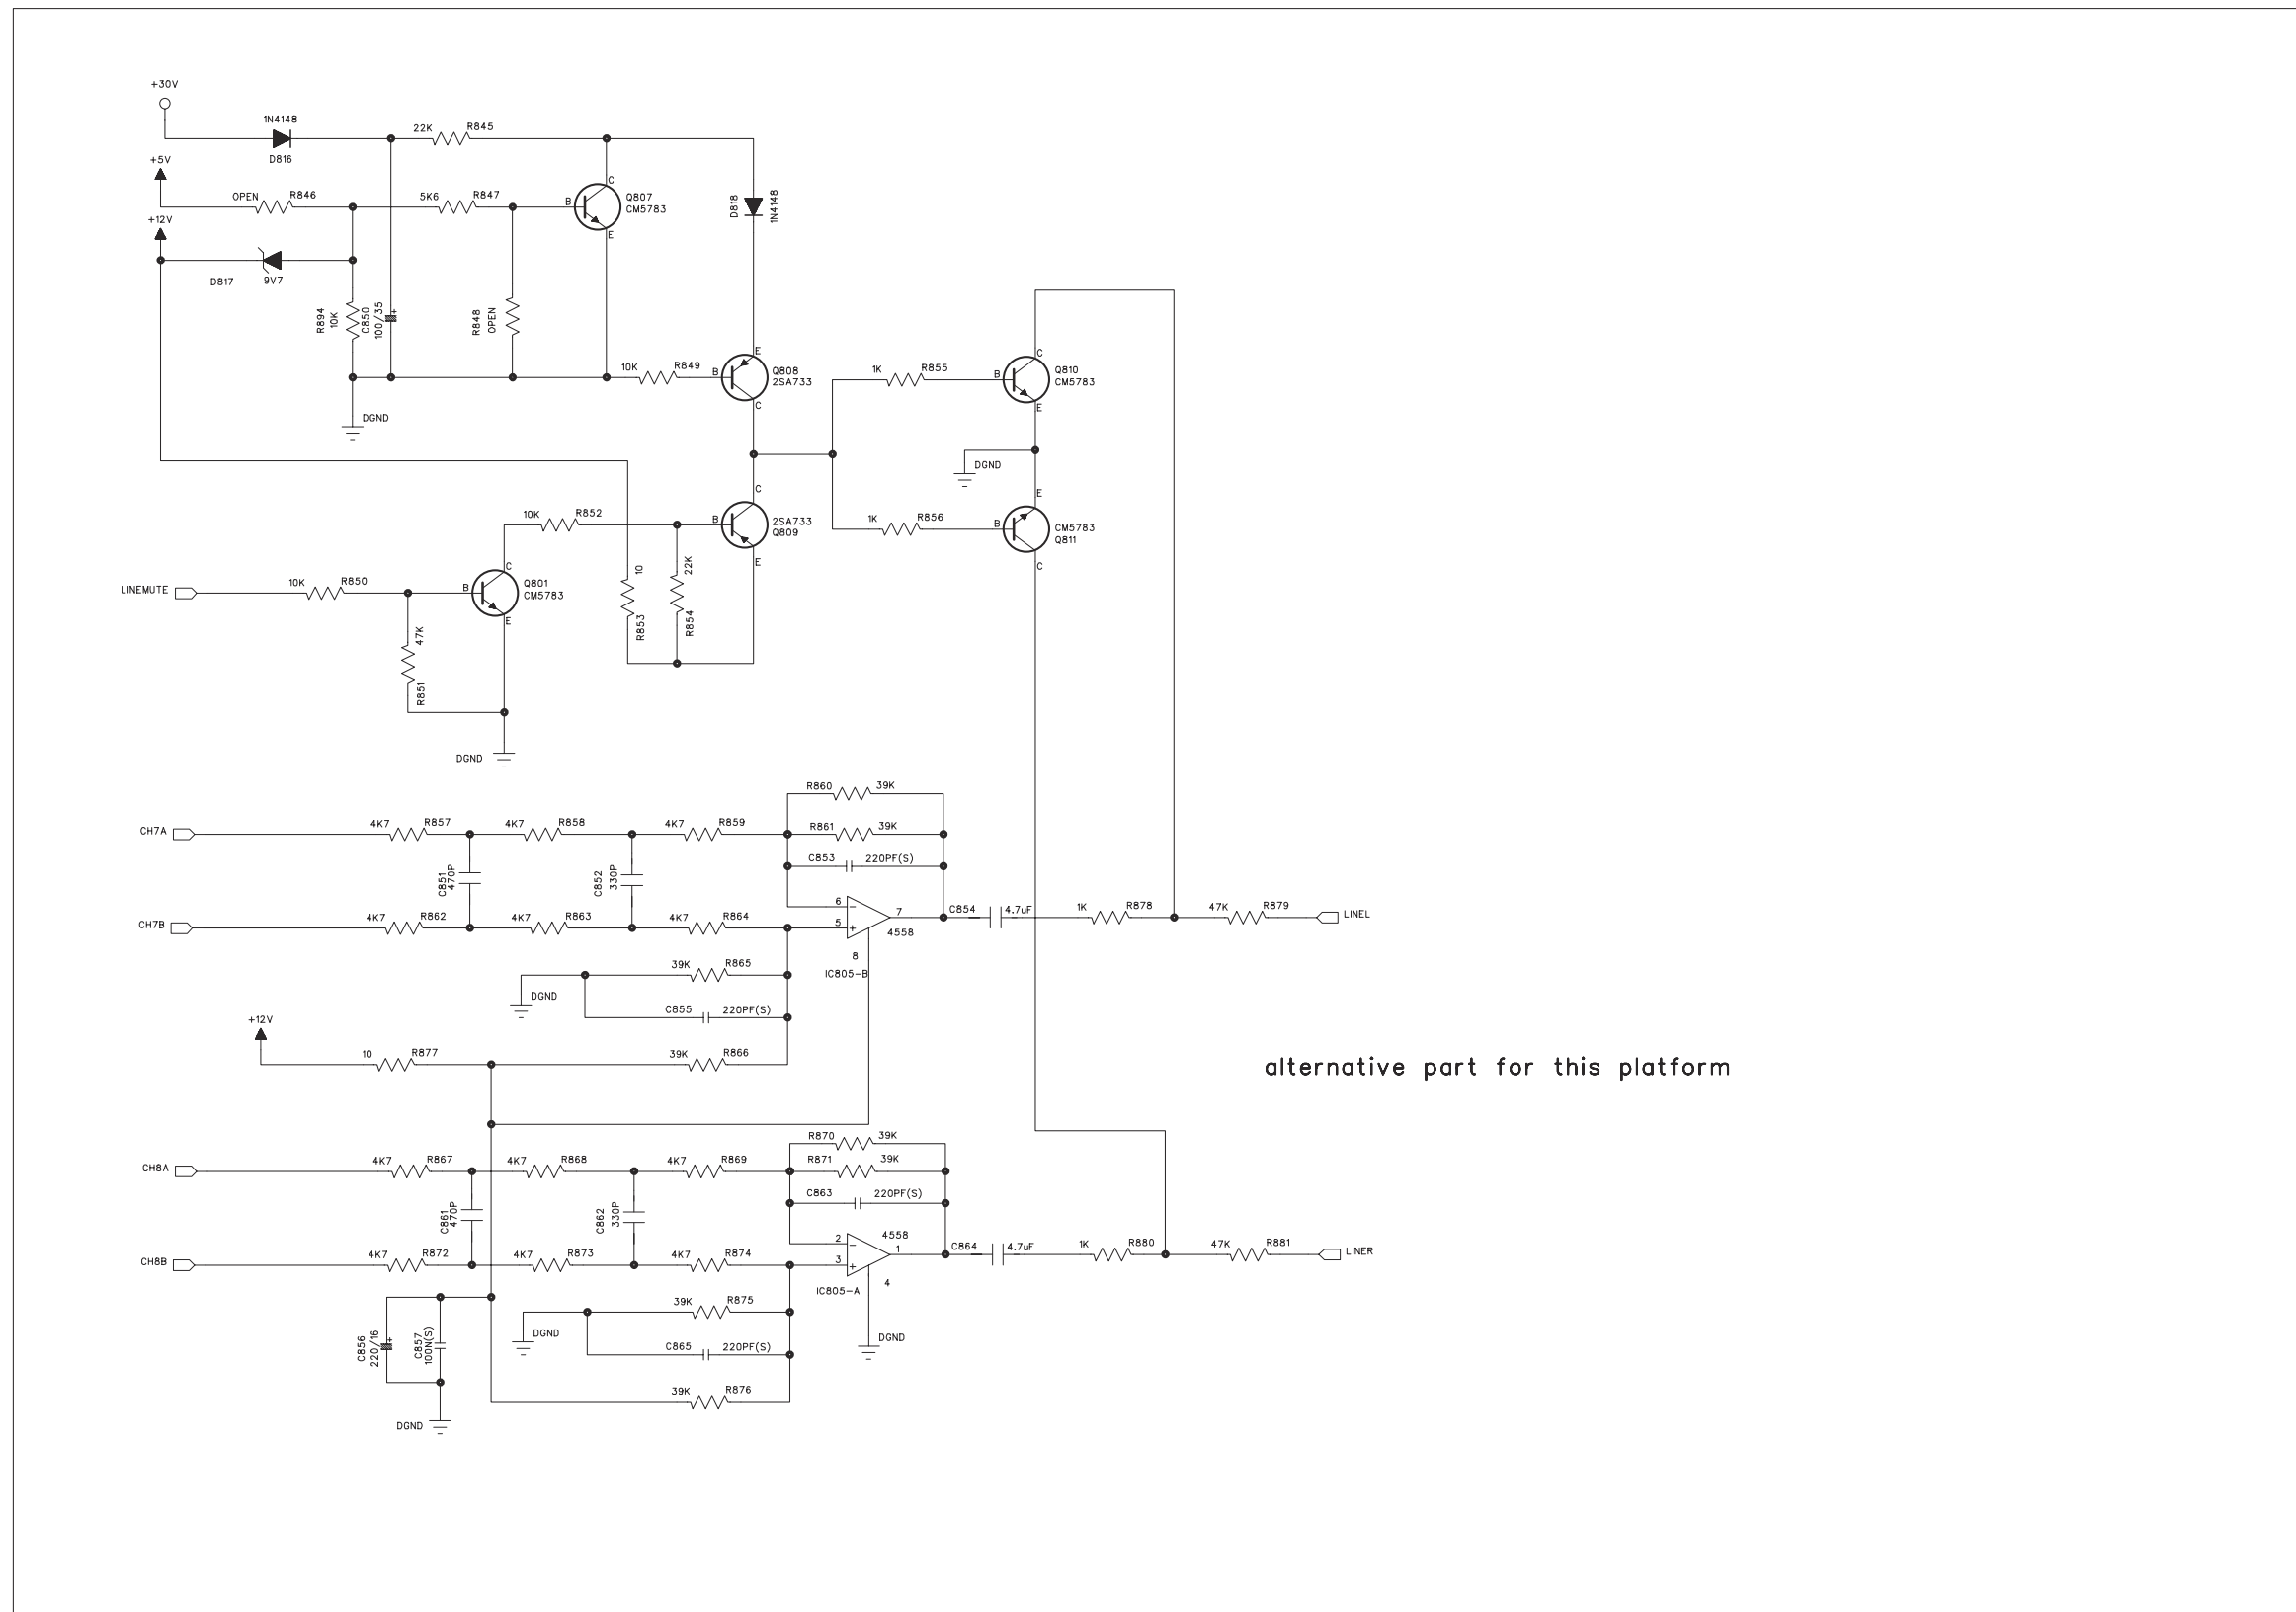 +30V
1N4148
D816
22K R845
+5V
OPEN R846
5K6 R847
C
B
E
Q807
CM5783
D818
1N4148
+12V
D817 9V7
R894
10K
C850
100/35
+
R848
OPEN
DGND
10K R849
E
B
C
Q808
2SA733
1K R855
C
B
E
Q810
CM5783
DGND
10K R852
C
B
E
2SA733
Q809
1K R856
E
B
C
CM5783
Q811
LINEMUTE
10K R850
C
B
E
Q801
CM5783
10
R853
22K
R854
47K
R851
DGND
R860 39K
CH7A
4K7 R857
4K7 R858
4K7 R859
R861 39K
C853 220PF(S)
C851
470P
C852
330P
CH7B
4K7 R862
4K7 R863
4K7 R864
6
5
7
-
+
4558
8
IC805-B
C854 4.7uF
1K R878
47K R879
LINEL
39K R865
DGND
C855 220PF(S)
+12V
10 R877
39K R866
alternative part for this platform
R870 39K
CH8A
4K7 R867
4K7 R868
4K7 R869
R871 39K
C863 220PF(S)
C861
470P
C862
330P
CH8B
4K7 R872
4K7 R873
4K7 R874
2
3
1
-
+
4558
4
IC805-A
C864 4.7uF
1K R880
47K R881
LINER
39K R875
DGND
C865 220PF(S)
DGND
C856
220/16
+
C857
100N(S)
39K R876
DGND